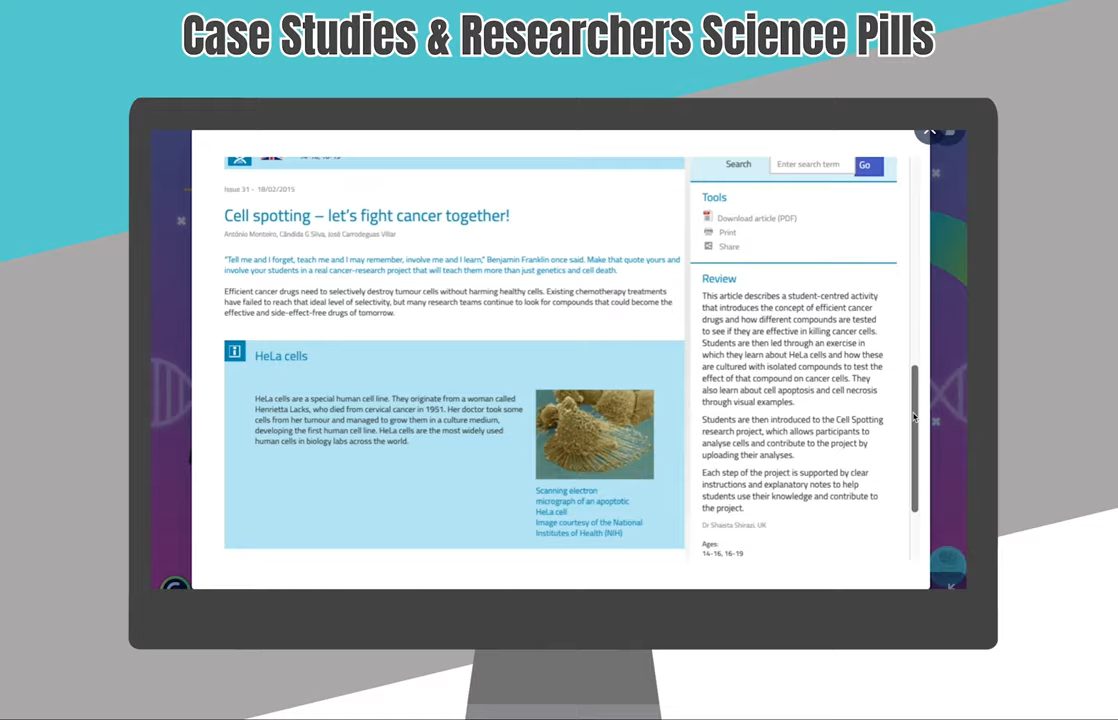 Case Studies & Researchers Science Pills
14-16, 16-19
Search
Enter search term
Go
Issue 31 - 18/02/2015
Cell spotting – let's fight cancer together!
António Monteiro, Cândida G Silva, José Carrodeguas Villar
"Tell me and I forget, teach me and I may remember, involve me and I learn," Benjamin Franklin once said. Make that quote yours and
involve your students in a real cancer-research project that will teach them more than just genetics and cell death.
Efficient cancer drugs need to selectively destroy tumour cells without harming healthy cells. Existing chemotherapy treatments
have failed to reach that ideal level of selectivity, but many research teams continue to look for compounds that could become the
effective and side-effect-free drugs of tomorrow.
HeLa cells
HeLa cells are a special human cell line. They originate from a woman called
Henrietta Lacks, who died from cervical cancer in 1951. Her doctor took some
cells from her tumour and managed to grow them in a culture medium,
developing the first human cell line. HeLa cells are the most widely used
human cells in biology labs across the world.
Scanning electron
micrograph of an apoptotic
HeLa cell
Image courtesy of the National
Institutes of Health (NIH)
Tools
Download article (PDF)
Print
Share
Review
This article describes a student-centred activity
that introduces the concept of efficient cancer
drugs and how different compounds are tested
to see if they are effective in killing cancer cells.
Students are then led through an exercise in
which they learn about HeLa cells and how these
are cultured with isolated compounds to test the
effect of that compound on cancer cells. They
also learn about cell apoptosis and cell necrosis
through visual examples.
Students are then introduced to the Cell Spotting
research project, which allows participants to
analyse cells and contribute to the project by
uploading their analyses.
Each step of the project is supported by clear
instructions and explanatory notes to help
students use their knowledge and contribute to
the project.
Dr Shaista Shirazi, UK
Ages:
14-16, 16-19